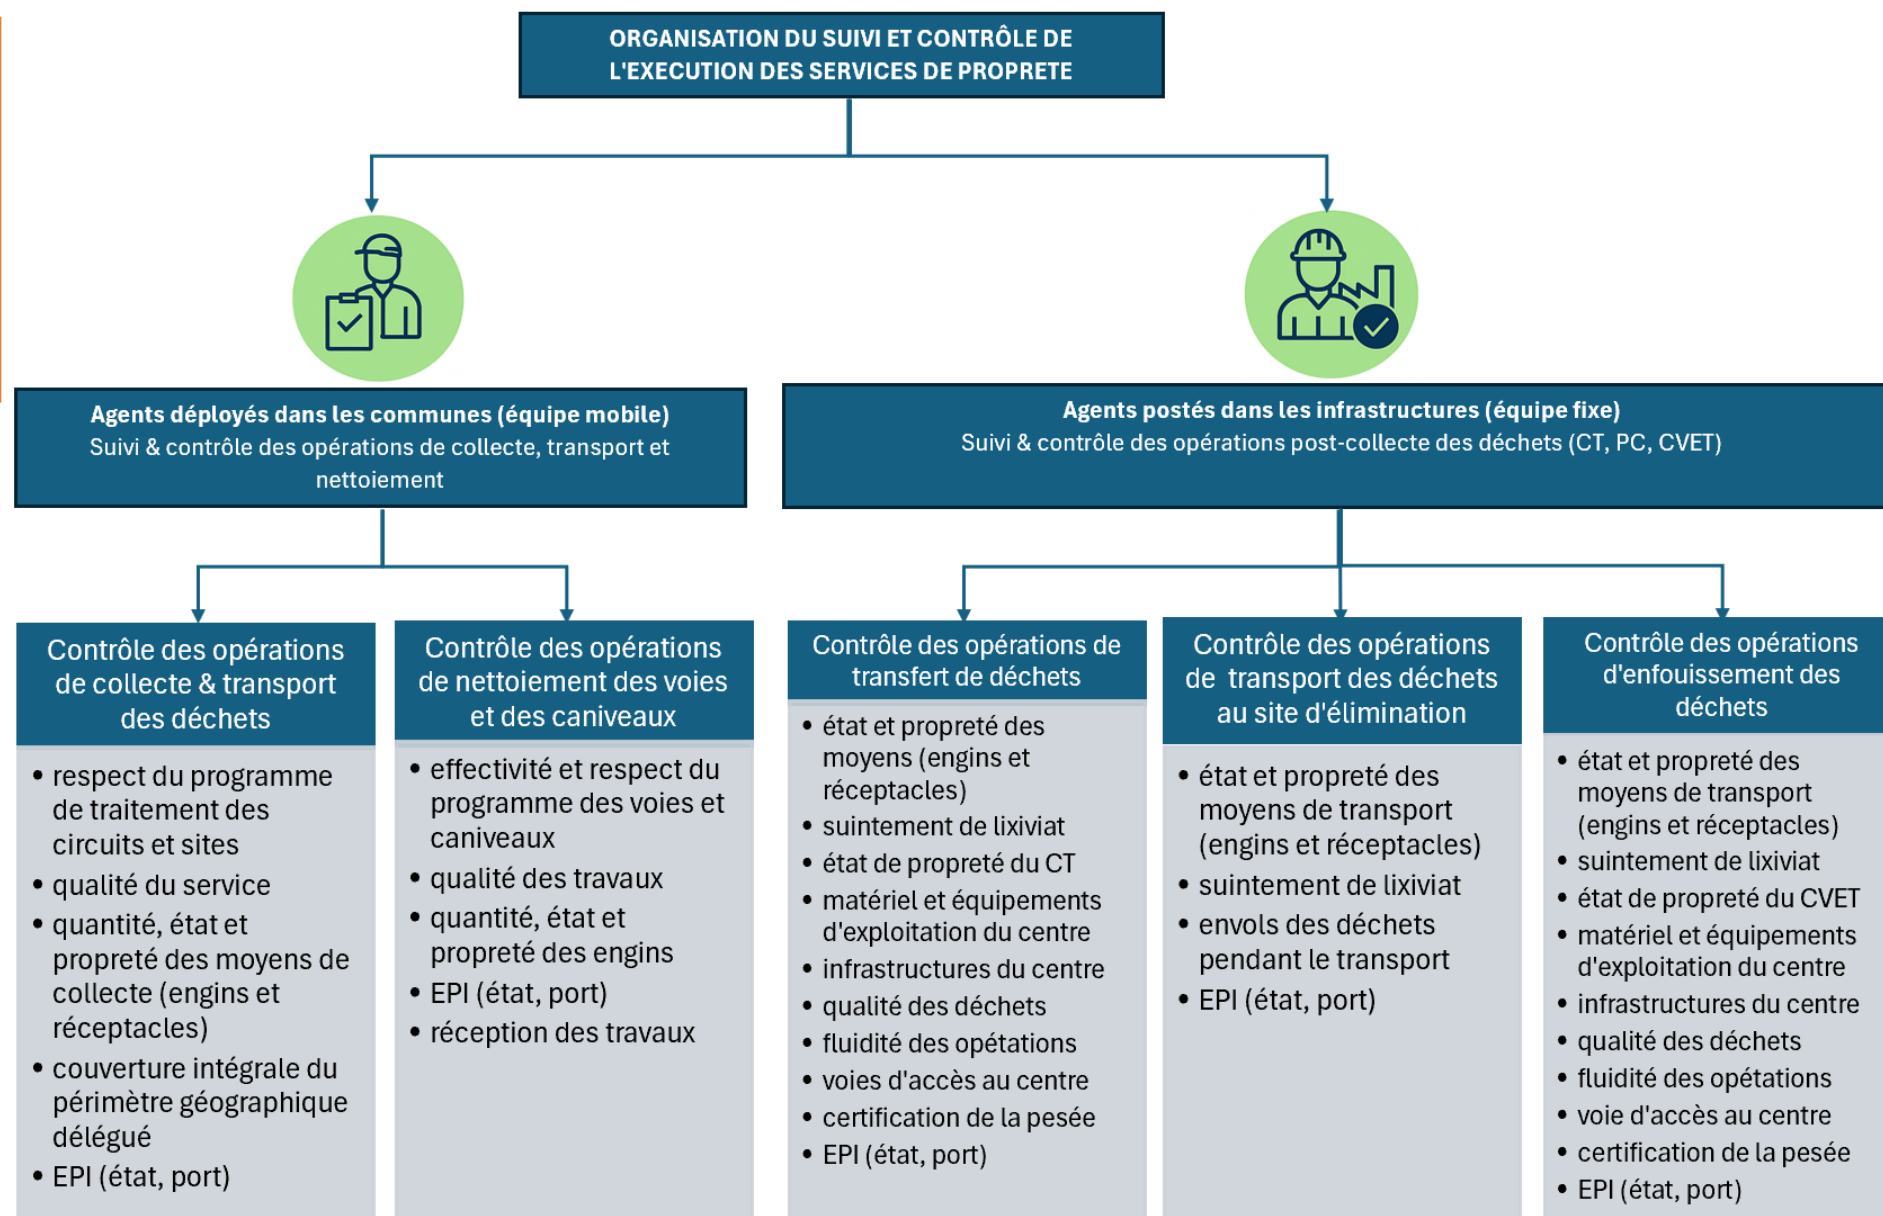 ORGANISATION DU SUIVI ET CONTRÔLE DE
L'EXECUTION DES SERVICES DE PROPRETE
Agents déployés dans les communes (équipe mobile)
Suivi & contrôle des opérations de collecte, transport et
nettoiement
Agents postés dans les infrastructures (équipe fixe)
Suivi & contrôle des opérations post-collecte des déchets (CT, PC, CVET)
Contrôle des opérations
de collecte & transport
des déchets
• respect du programme
de traitement des
circuits et sites
• qualité du service
• quantité, état et
propreté des moyens de
collecte (engins et
réceptacles)
• couverture intégrale du
périmètre géographique
délégué
• EPI (état, port)
Contrôle des opérations
de nettoiement des voies
et des caniveaux
• effectivité et respect du
programme des voies et
caniveaux
• qualité des travaux
• quantité, état et
propreté des engins
• EPI (état, port)
• réception des travaux
Contrôle des opérations de
transfert de déchets
• état et propreté des
moyens (engins et
réceptacles)
• suintement de lixiviat
• état de propreté du CT
• matériel et équipements
d'exploitation du centre
• infrastructures du centre
• qualité des déchets
• fluidité des opétations
• voies d'accès au centre
• certification de la pesée
• EPI (état, port)
Contrôle des opérations
de transport des déchets
au site d'élimination
• état et propreté des
moyens de transport
(engins et réceptacles)
• suintement de lixiviat
• envols des déchets
pendant le transport
• EPI (état, port)
Contrôle des opérations
d'enfouissement des
déchets
• état et propreté des
moyens de transport
(engins et réceptacles)
• suintement de lixiviat
• état de propreté du CVET
• matériel et équipements
d'exploitation du centre
• infrastructures du centre
• qualité des déchets
• fluidité des opétations
• voie d'accès au centre
• certification de la pesée
• EPI (état, port)